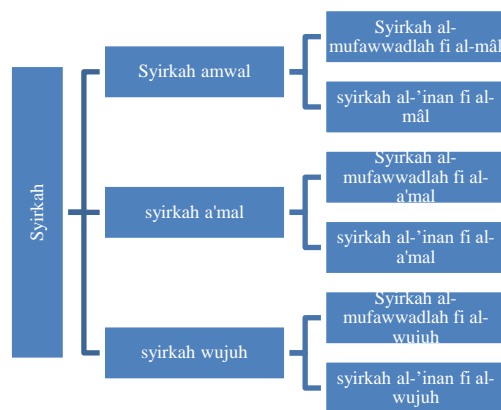 Syirkah
Syirkah amwal
Syirkah al-
mufawwadlah fi al-mâl
syirkah al-’inan fi al-
mâl
syirkah a'mal
Syirkah al-
mufawwadlah fi al-
a'mal
syirkah al-’inan fi al-
a'mal
syirkah wujuh
Syirkah al-
mufawwadlah fi al-
wujuh
syirkah al-’inan fi al-
wujuh